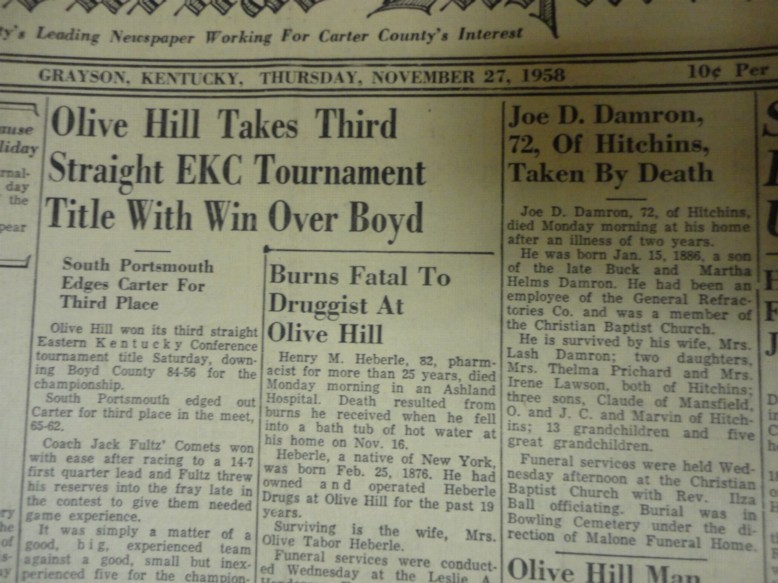 y's Leading Newspaper Working For Carter County's Interest
GRAYSON, KENTUCKY, THURSDAY, NOVEMBER 27, 1958
10¢ Per
ause
liday
rnal-
day
the
pear
Olive Hill Takes Third
Straight EKC Tournament
Title With Win Over Boyd
South Portsmouth
Edges Carter For
Third Place
Olive Hill won its third straight
Eastern Kentucky Conference
tournament title Saturday, down-
ing Boyd County 84-56 for the
championship.
South Portsmouth edged out
Carter for third place in the meet,
65-62.
Coach Jack Fultz' Comets won
with ease after racing to a 14-7
first quarter lead and Fultz threw
his reserves into the fray late in
the contest to give them needed
game experience.
It was simply a matter of a
good, big, experienced team
against a good, small but inex-
perienced five for the champion-
Burns Fatal To
Druggist At
Olive Hill
Henry M. Heberle, 82, pharm-
acist for more than 25 years, died
Monday morning in an Ashland
Hospital. Death resulted from
burns he received when he fell
into a bath tub of hot water at
his home on Nov. 16.
Heberle, a native of New York,
was born Feb. 25, 1876. He had
owned and operated Heberle
Drugs at Olive Hill for the past 19
years.
Surviving is the wife, Mrs.
Olive Tabor Heberle.
Funeral services were conduct-
ed Wednesday at the Leslie A.
Joe D. Damron,
72, Of Hitchins,
Taken By Death
Joe D. Damron, 72, of Hitchins,
died Monday morning at his home
after an illness of two years.
He was born Jan. 15, 1886, a son
of the late Buck and Martha
Helms Damron. He had been an
employee of the General Refrac-
tories Co. and was a member of
the Christian Baptist Church.
He is survived by his wife, Mrs.
Lash Damron; two daughters,
Mrs. Thelma Prichard and Mrs.
Irene Lawson, both of Hitchins;
three sons, Claude of Mansfield,
O. and J. C. and Marvin of Hitch-
ins; 13 grandchildren and five
great grandchildren.
Funeral services were held Wed-
nesday afternoon at the Christian
Baptist Church with Rev. Ilza
Ball officiating. Burial was in
Bowling Cemetery under the di-
rection of Malone Funeral Home.
Olive Hill Man